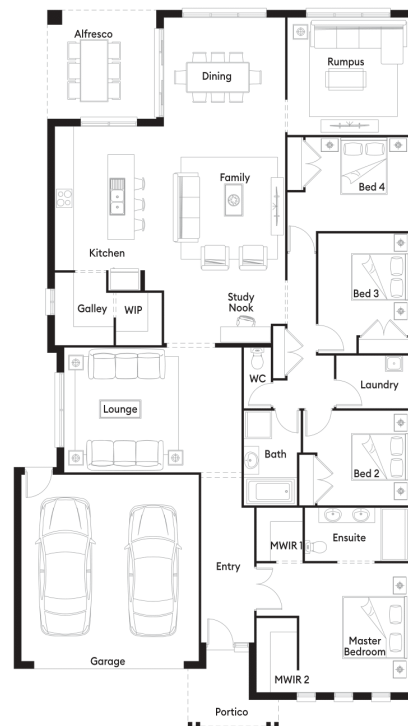 Alfresco
Dining
Rumpus
Family
Bed 4
Kitchen
Bed 3
Galley
WIP
Study
Nook
WC
Laundry
Lounge
Bath
Bed 2
MWIR 1
Ensuite
Entry
Master
Bedroom
Garage
MWIR 2
Portico